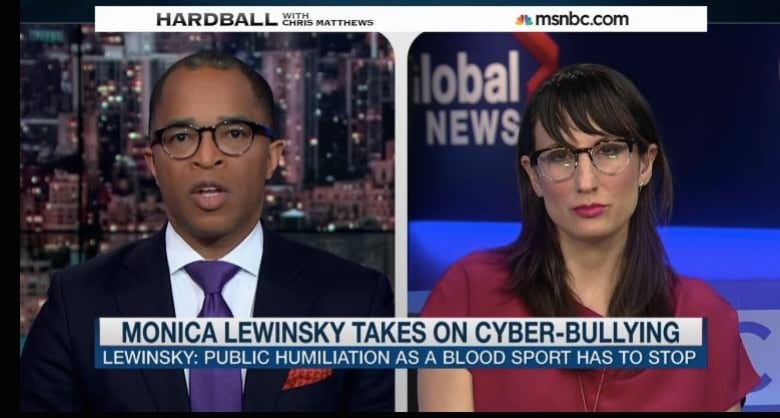 HARDBALL WITH CHRIS MATTHEWS
msnbc.com
lobal
NEWS
MONICA LEWINSKY TAKES ON CYBER-BULLYING
LEWINSKY: PUBLIC HUMILIATION AS A BLOOD SPORT HAS TO STOP